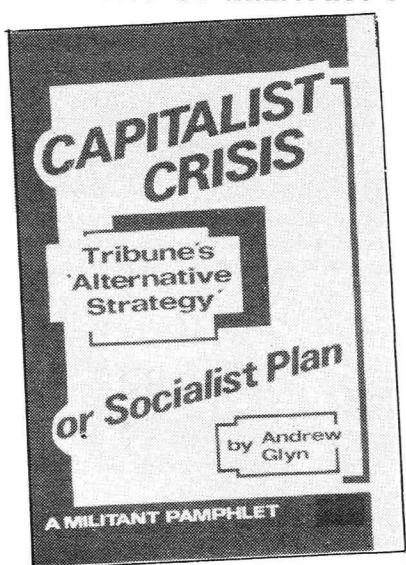 CAPITALIST
CRISIS
Tribune's
'Alternative
Strategy'
or Socialist Plan
by Andrew
Glyn
A MILITANT PAMPHLET